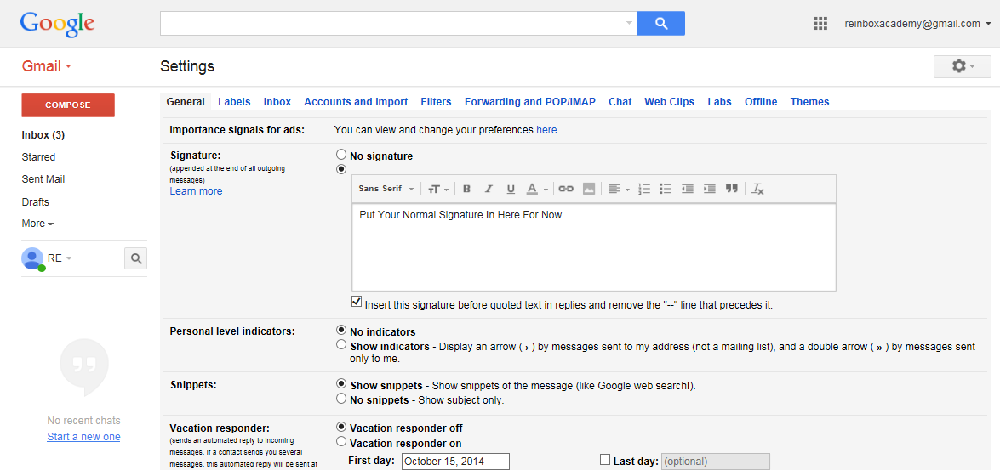 Google
reinboxacademy@gmail.com
Gmail
Settings
COMPOSE
Inbox (3)
Starred
Sent Mail
Drafts
More
RE
No recent chats
Start a new one
General Labels Inbox Accounts and Import Filters Forwarding and POP/IMAP Chat Web Clips Labs Offline Themes
Importance signals for ads: You can view and change your preferences here.
Signature:
(appended at the end of all outgoing
messages)
Learn more
No signature
Sans Serif
Put Your Normal Signature In Here For Now
Insert this signature before quoted text in replies and remove the "--" line that precedes it.
Personal level indicators:
No indicators
Show indicators - Display an arrow ( › ) by messages sent to my address (not a mailing list), and a double arrow ( » ) by messages sent
only to me.
Snippets:
Show snippets - Show snippets of the message (like Google web search!).
No snippets - Show subject only.
Vacation responder:
(sends an automated reply to incoming
messages. If a contact sends you several
messages, this automated reply will be sent at
Vacation responder off
Vacation responder on
First day: October 15, 2014 Last day: (optional)